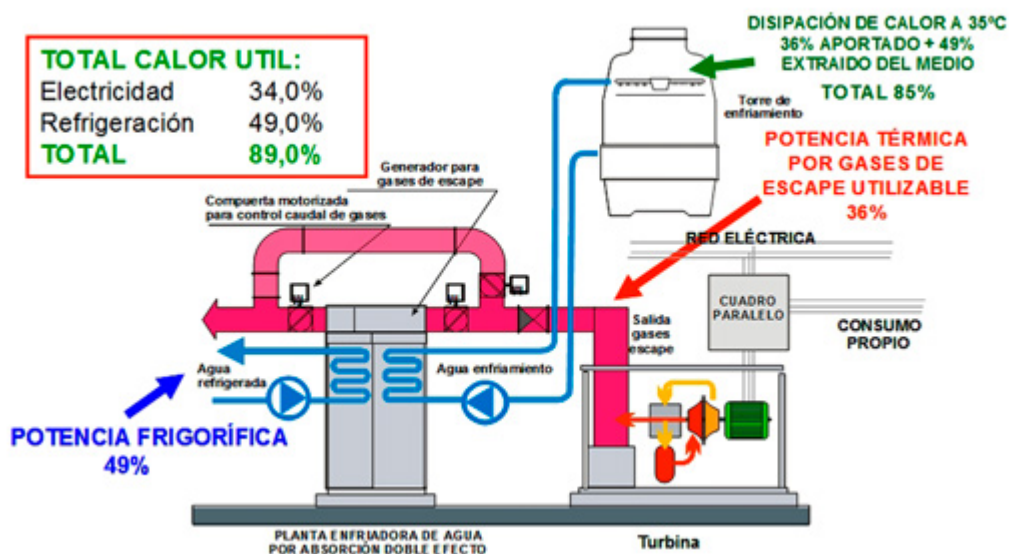 TOTAL CALOR UTIL:
Electricidad 34,0%
Refrigeración 49,0%
TOTAL 89,0%
DISIPACIÓN DE CALOR A 35ºC
36% APORTADO + 49%
EXTRAIDO DEL MEDIO
TOTAL 85%
Torre de
enfriamiento
POTENCIA TÉRMICA
POR GASES DE
ESCAPE UTILIZABLE
36%
Generador para
gases de escape
Compuerta motorizada
para control caudal de gases
RED ELÉCTRICA
CUADRO
PARALELO
CONSUMO
PROPIO
Salida
gases
escape
Agua
refrigerada
Agua enfriamiento
POTENCIA FRIGORÍFICA
49%
PLANTA ENFRIADORA DE AGUA
POR ABSORCIÓN DOBLE EFECTO
Turbina